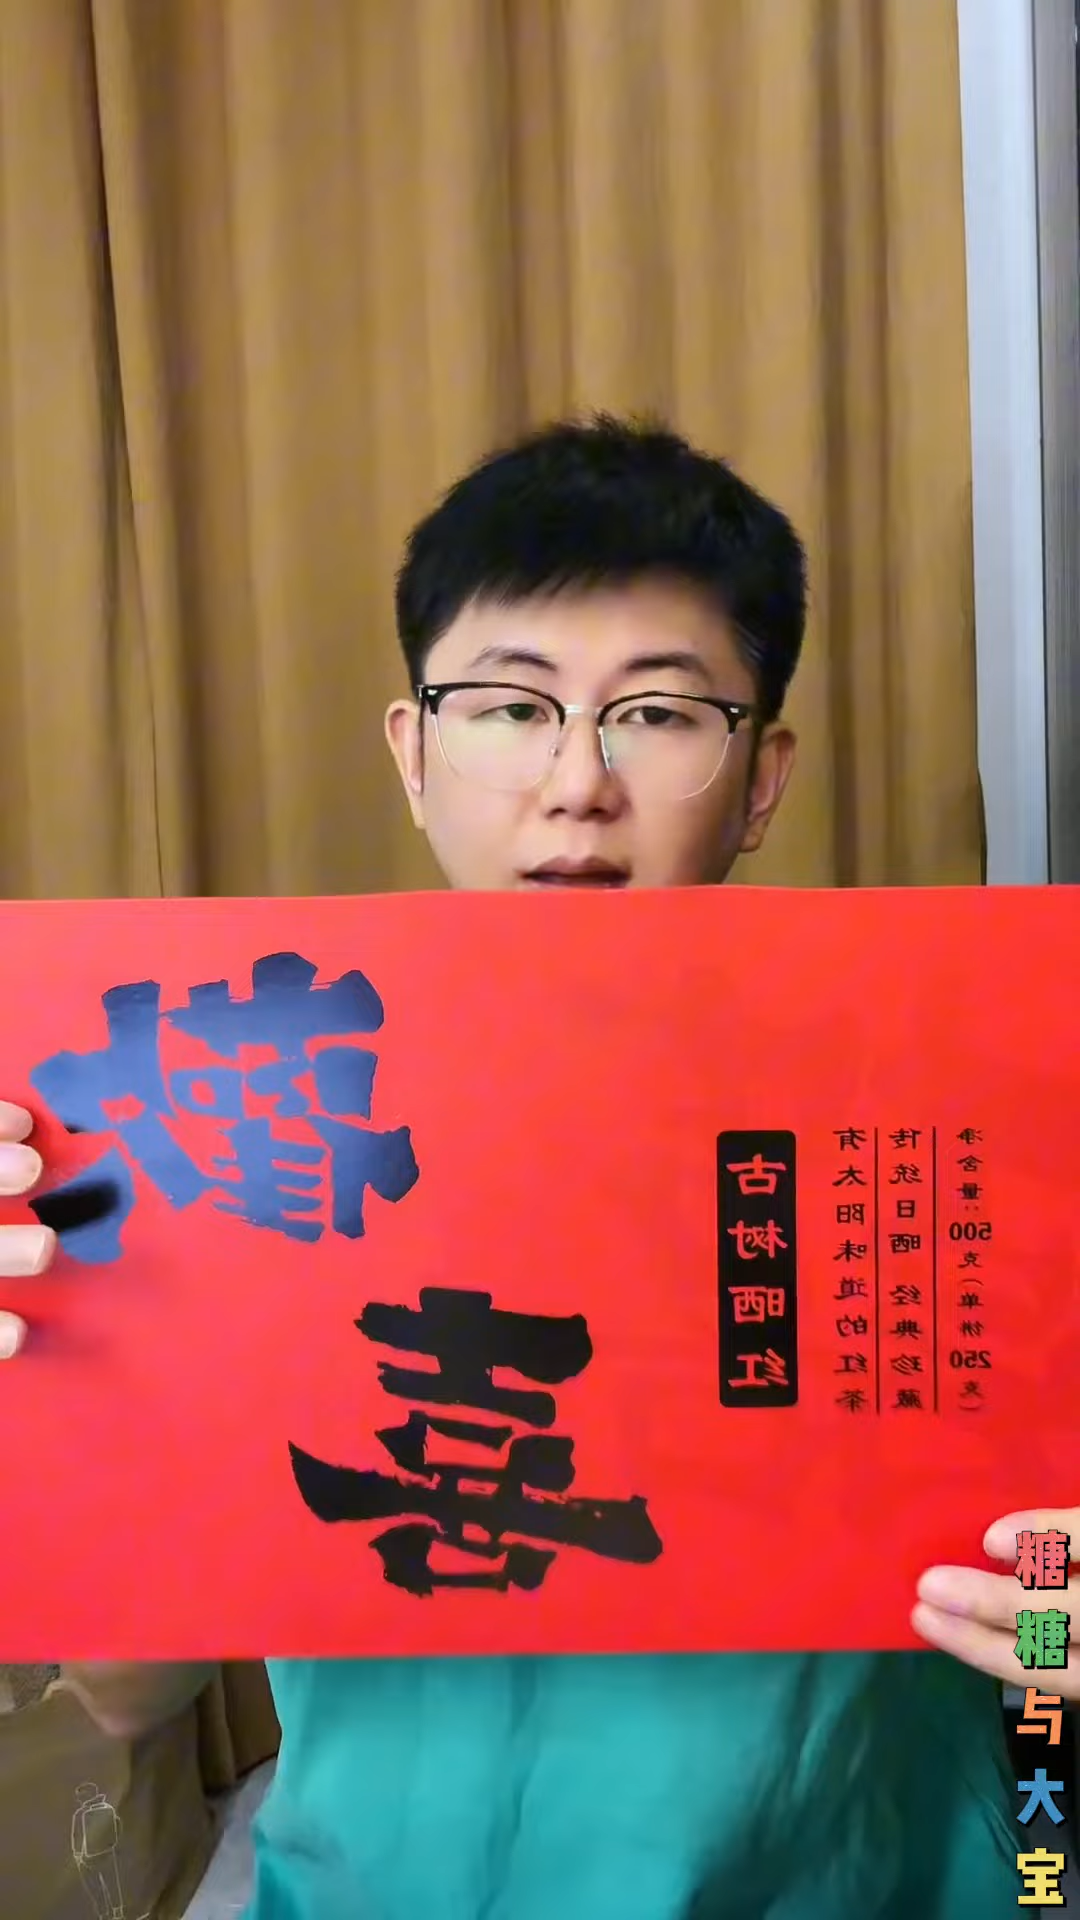 懽
喜
古树晒红
有太阳味道的红茶
传统日晒 经典珍藏
净含量：500克（单饼250克）
糖糖与大宝